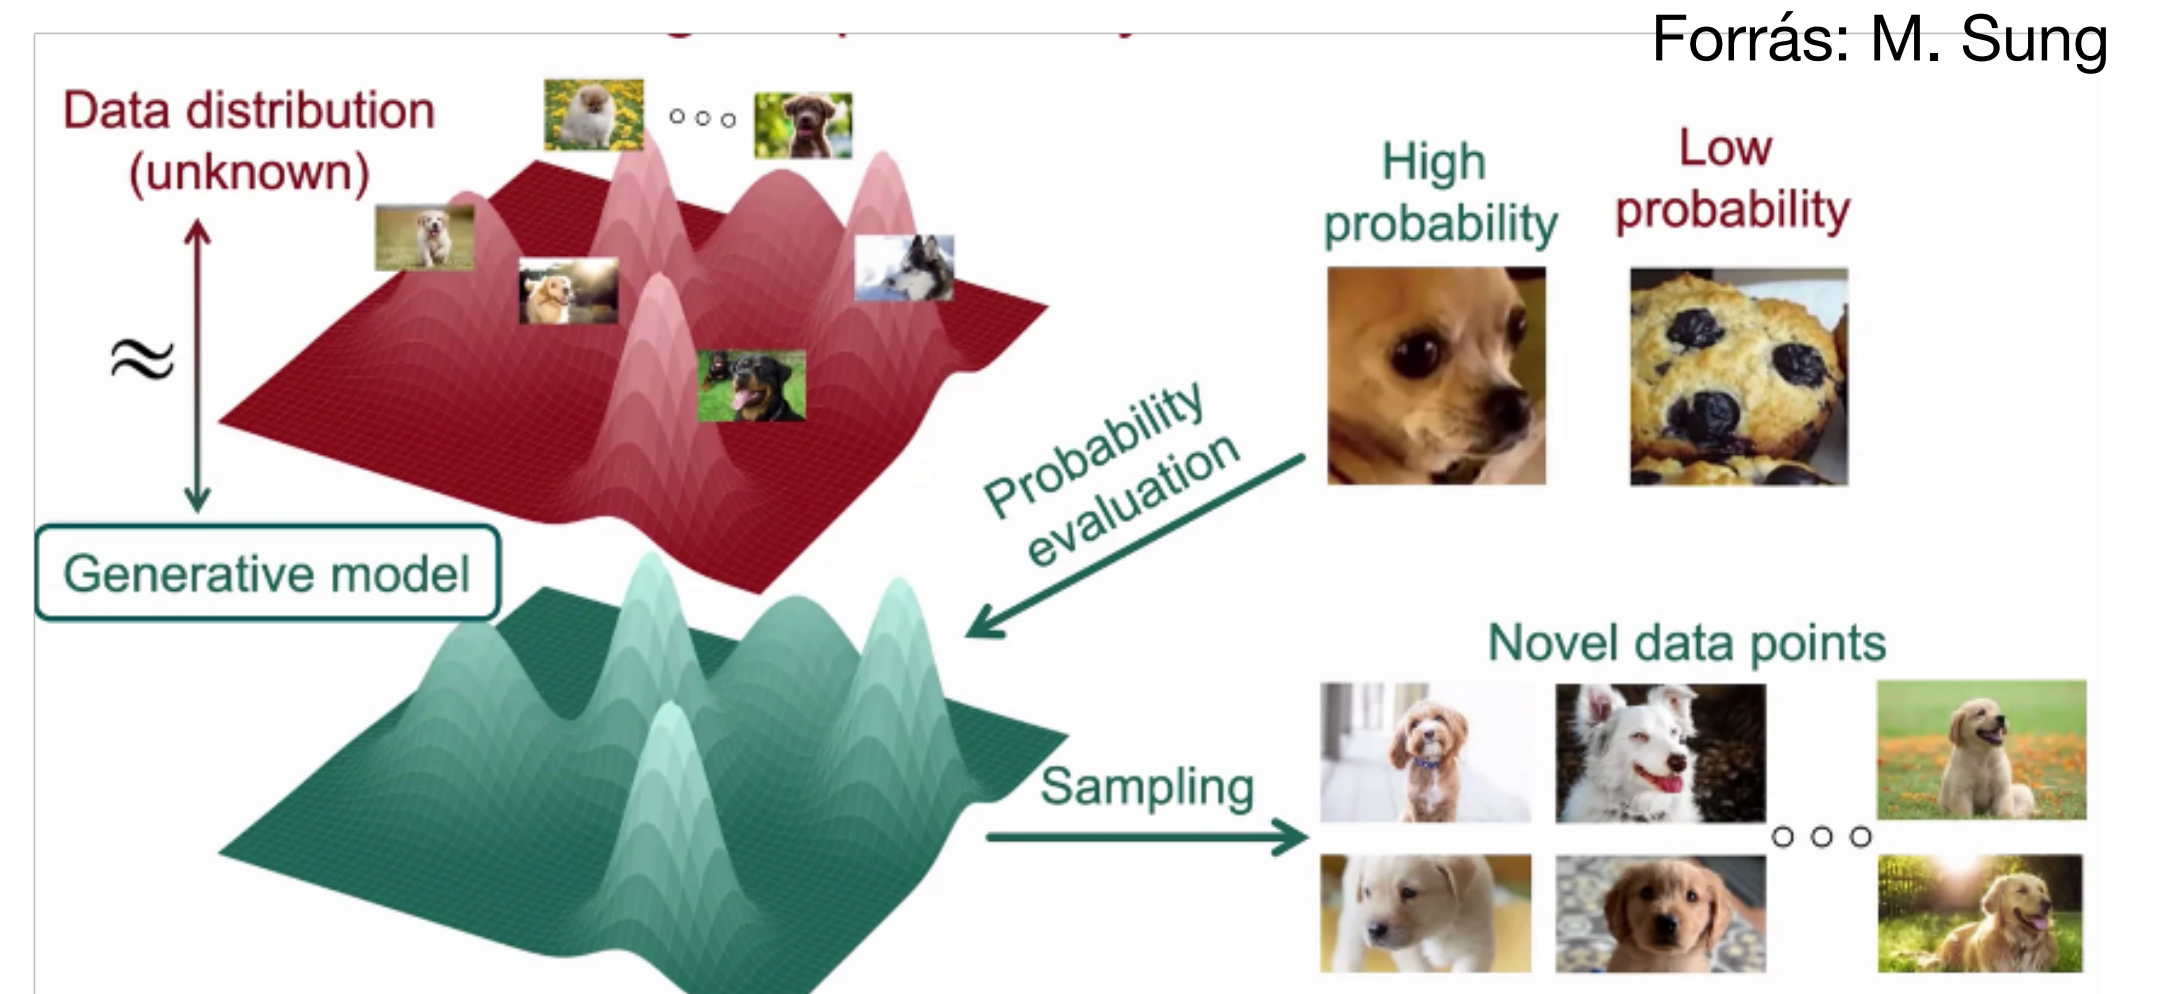 Forrás: M. Sung
Data distribution
(unknown)
≈
Generative model
High
probability
Low
probability
Probability
evaluation
Novel data points
Sampling